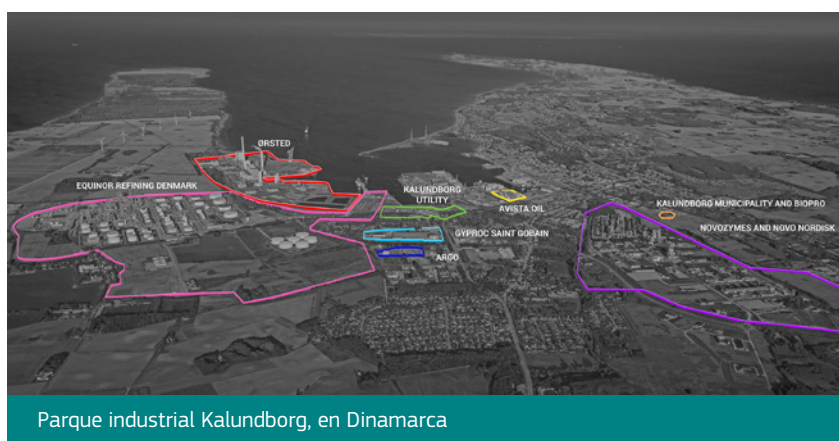 ØRSTED
EQUINOR REFINING DENMARK
KALUNDBORG
UTILITY
AVISTA OIL
KALUNDBORG MUNICIPALITY AND BIOPRO
NOVOZYMES AND NOVO NORDISK
GYPROC SAINT GOBAIN
ARGO
Parque industrial Kalundborg, en Dinamarca